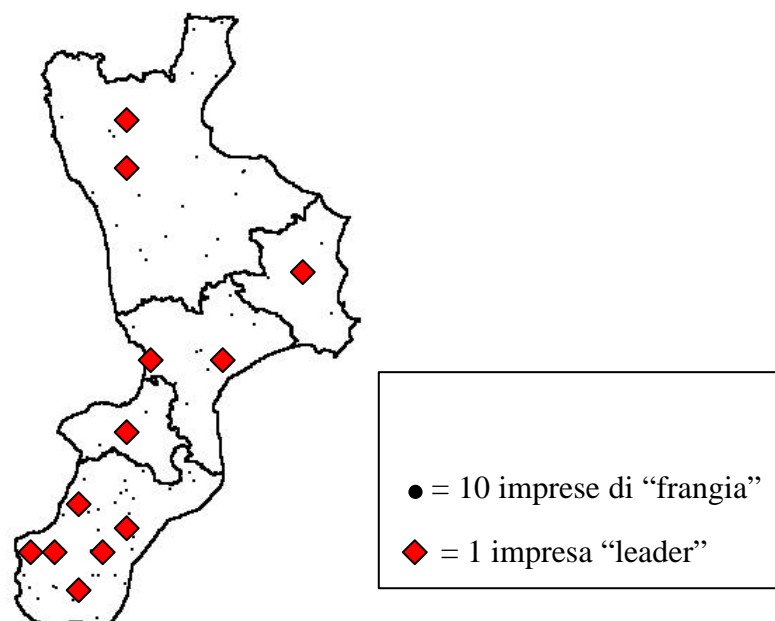 ● = 10 imprese di “frangia”
◆ = 1 impresa “leader”